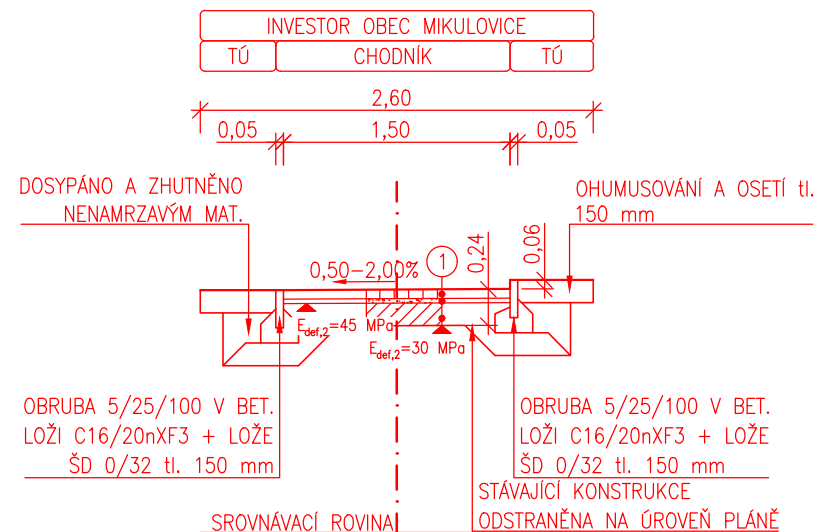 INVESTOR OBEC MIKULOVICE
TÚ CHODNÍK TÚ
2,60
0,05 1,50 0,05
DOSYPÁNO A ZHUTNĚNO
NENAMRZAVÝM MAT.
OHUMUSOVÁNÍ A OSETÍ tl.
150 mm
0,50-2,00%
1
0,24
0,06
Edef,2=45 MPa
Edef,2=30 MPa
OBRUBA 5/25/100 V BET.
LOŽI C16/20nXF3 + LOŽE
ŠD 0/32 tl. 150 mm
OBRUBA 5/25/100 V BET.
LOŽI C16/20nXF3 + LOŽE
ŠD 0/32 tl. 150 mm
STÁVAJÍCÍ KONSTRUKCE
ODSTRANĚNA NA ÚROVEŇ PLÁNĚ
SROVNÁVACÍ ROVINA